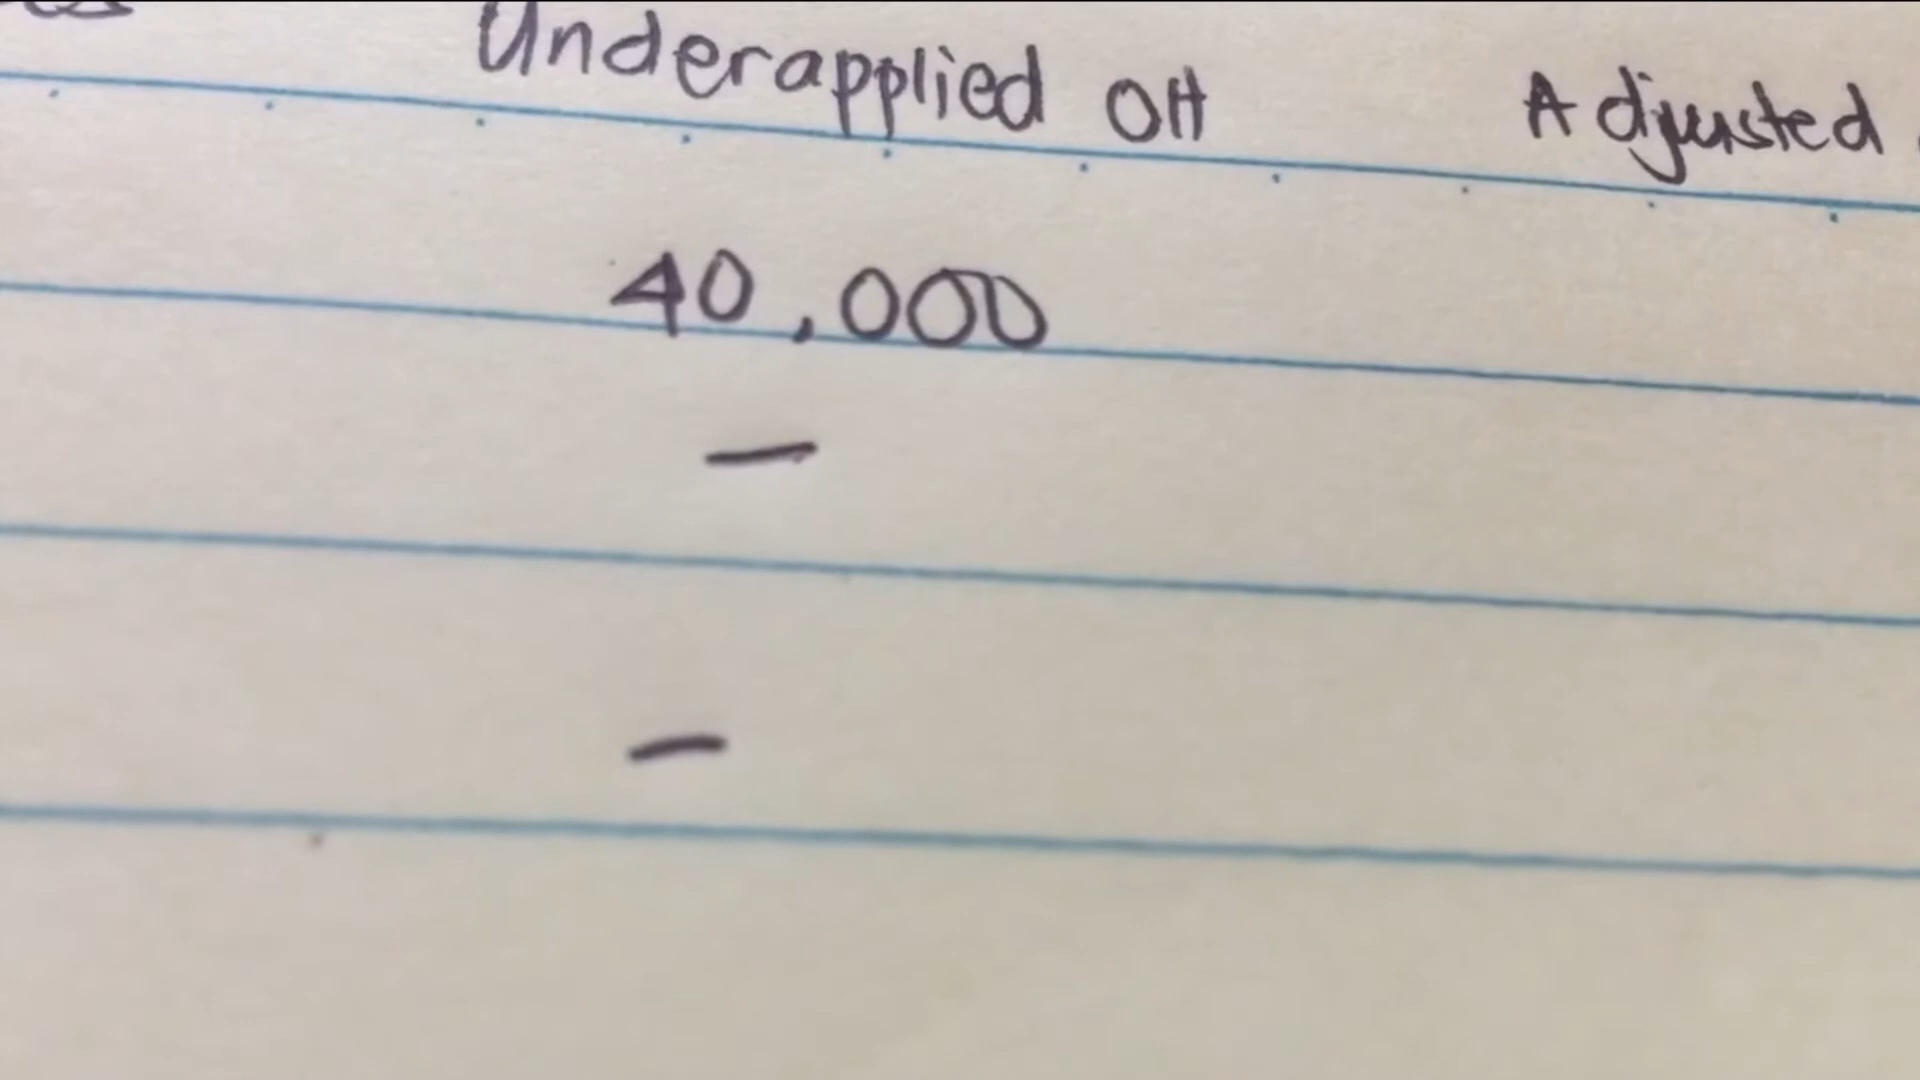 Underapplied OH Adjusted
40,000
—
—